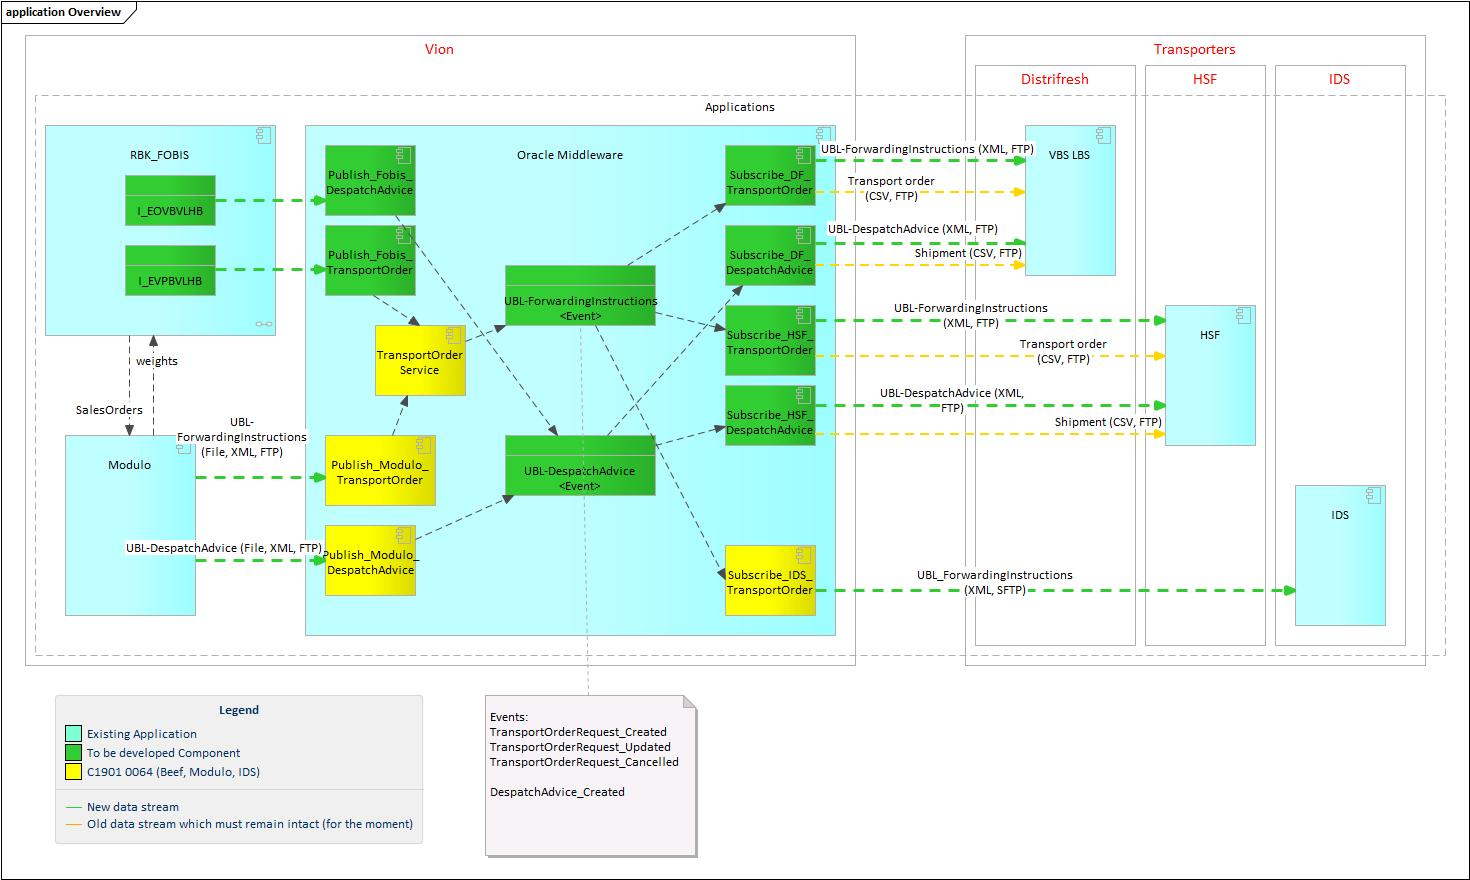 application Overview
Vion
Transporters
Distrifresh
HSF
IDS
Applications
RBK_FOBIS
I_EOVBVLHB
I_EVPBVLHB
Oracle Middleware
Publish_Fobis_
DespatchAdvice
Publish_Fobis_
TransportOrder
TransportOrder
Service
UBL-ForwardingInstructions
<Event>
Subscribe_DF_
TransportOrder
Subscribe_DF_
DespatchAdvice
Subscribe_HSF_
TransportOrder
Subscribe_HSF_
DespatchAdvice
UBL-ForwardingInstructions (XML, FTP)
Transport order
(CSV, FTP)
UBL-DespatchAdvice (XML, FTP)
Shipment (CSV, FTP)
VBS LBS
UBL-ForwardingInstructions
(XML, FTP)
Transport order
(CSV, FTP)
UBL-DespatchAdvice (XML,
FTP)
Shipment (CSV, FTP)
HSF
weights
SalesOrders
Modulo
UBL-
ForwardingInstructions
(File, XML, FTP)
UBL-DespatchAdvice (File, XML, FTP)
Publish_Modulo_
TransportOrder
Publish_Modulo_
DespatchAdvice
UBL-DespatchAdvice
<Event>
Subscribe_IDS_
TransportOrder
UBL_ForwardingInstructions
(XML, SFTP)
IDS
Legend
Existing Application
To be developed Component
C1901 0064 (Beef, Modulo, IDS)
New data stream
Old data stream which must remain intact (for the moment)
Events:
TransportOrderRequest_Created
TransportOrderRequest_Updated
TransportOrderRequest_Cancelled
DespatchAdvice_Created